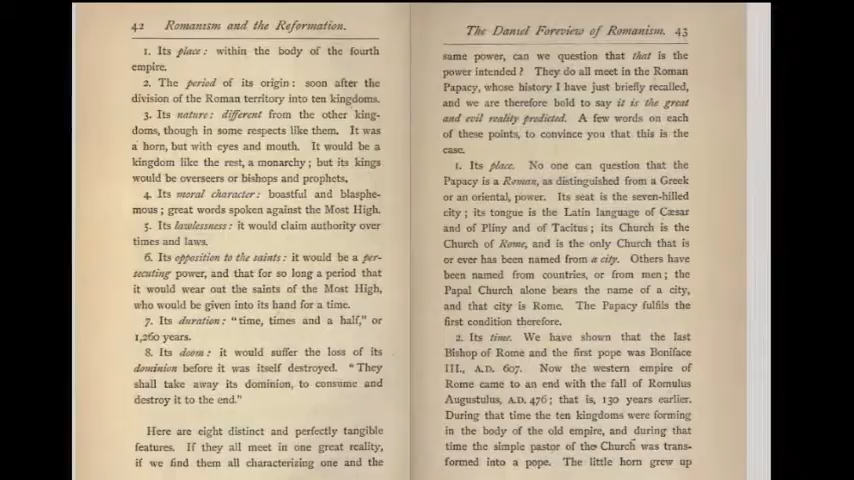 42 Romanism and the Reformation.
1. Its place: within the body of the fourth
empire.
2. The period of its origin: soon after the
division of the Roman territory into ten kingdoms.
3. Its nature: different from the other king-
doms, though in some respects like them. It was
a horn, but with eyes and mouth. It would be a
kingdom like the rest, a monarchy; but its kings
would be overseers or bishops and prophets.
4. Its moral character: boastful and blasphe-
mous; great words spoken against the Most High.
5. Its lawlessness: it would claim authority over
times and laws.
6. Its opposition to the saints: it would be a per-
secuting power, and that for so long a period that
it would wear out the saints of the Most High,
who would be given into its hand for a time.
7. Its duration: "time, times and a half," or
1,260 years.
8. Its doom: it would suffer the loss of its
dominion before it was itself destroyed. "They
shall take away its dominion, to consume and
destroy it to the end."
Here are eight distinct and perfectly tangible
features. If they all meet in one great reality,
if we find them all characterizing one and the
The Daniel Foreview of Romanism. 43
same power, can we question that that is the
power intended? They do all meet in the Roman
Papacy, whose history I have just briefly recalled,
and we are therefore bold to say it is the great
and evil reality predicted. A few words on each
of these points, to convince you that this is the
case.
1. Its place. No one can question that the
Papacy is a Roman, as distinguished from a Greek
or an oriental, power. Its seat is the seven-hilled
city; its tongue is the Latin language of Cæsar
and of Pliny and of Tacitus; its Church is the
Church of Rome, and is the only Church that is
or ever has been named from a city. Others have
been named from countries, or from men; the
Papal Church alone bears the name of a city,
and that city is Rome. The Papacy fulfils the
first condition therefore.
2. Its time. We have shown that the last
Bishop of Rome and the first pope was Boniface
III., A.D. 607. Now the western empire of
Rome came to an end with the fall of Romulus
Augustulus, A.D. 476; that is, 130 years earlier.
During that time the ten kingdoms were forming
in the body of the old empire, and during that
time the simple pastor of the Church was trans-
formed into a pope. The little horn grew up